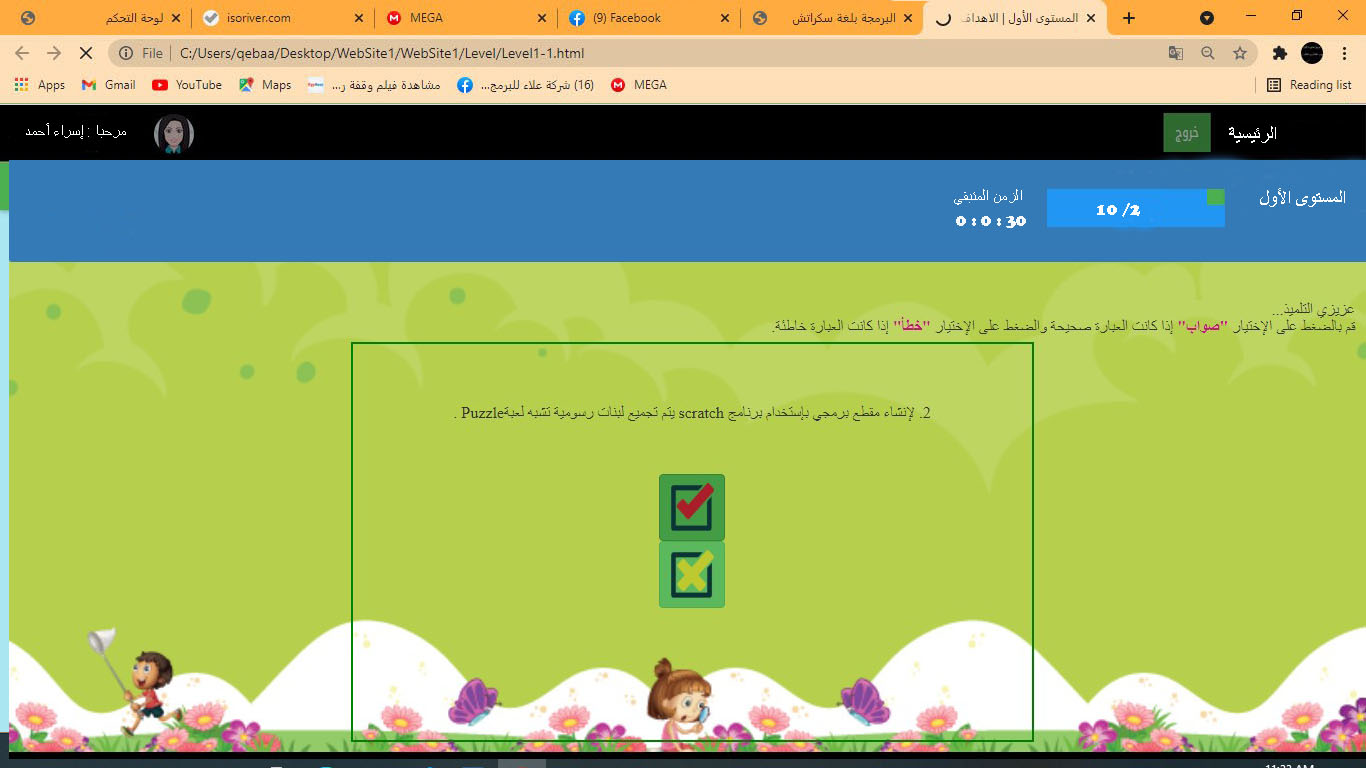 لوحة التحكم
isoriver.com
MEGA
(9) Facebook
البرمجة بلغة سكراتش
المستوى الأول | الاهداف
File C:/Users/qebaa/Desktop/WebSite1/WebSite1/Level/Level1-1.html
Apps Gmail YouTube Maps مشاهدة فيلم وقفة ر... (16) شركة علاء للبرمج... MEGA Reading list
الرئيسية خروج مرحبا : إسراء أحمد
المستوى الأول
10 /2
الزمن المتبقي
0 : 0 : 30
عزيزي التلميذ...
قم بالضغط على الإختيار "صواب" إذا كانت العبارة صحيحة والضغط على الإختيار "خطأ" إذا كانت العبارة خاطئة.
2. لإنشاء مقطع برمجي بإستخدام برنامج scratch يتم تجميع لبنات رسومية تشبه لعبةPuzzle .